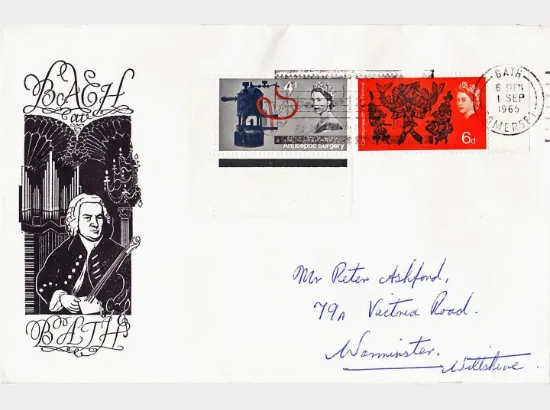 BACH
at
BATH
4d
Antiseptic Surgery
6d
BATH
6-PM
1 SEP
1965
SOMERSET
Mr Peter Ashford,
79A Victoria Road.
Warminster.
Wiltshire.